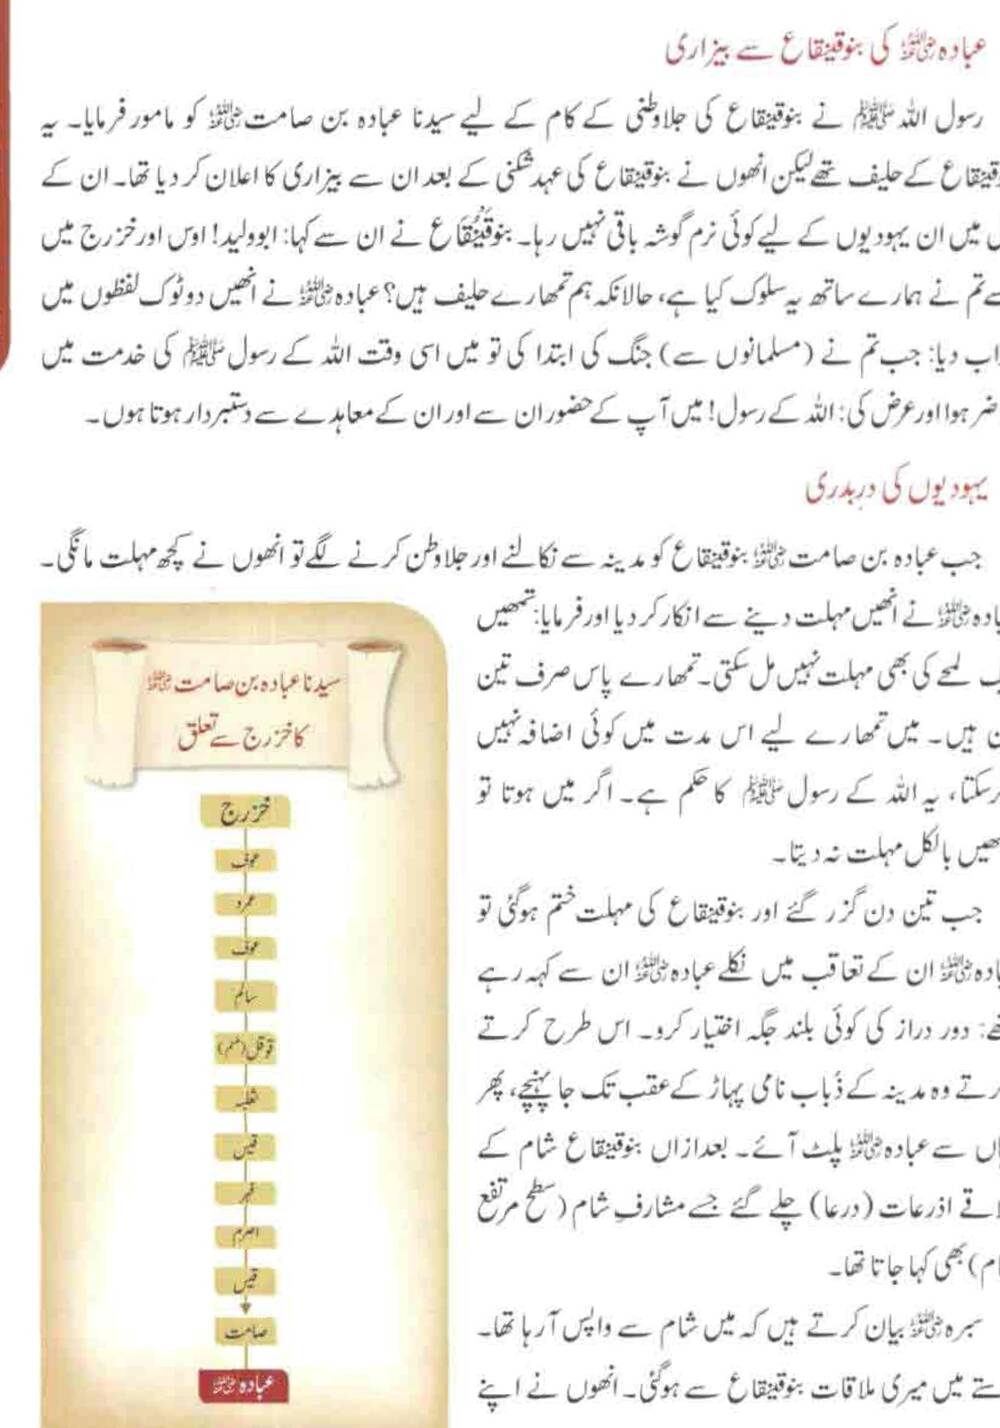 عبادہ رضی اللہ عنہ کی بنوقینقاع سے بیزاری
رسول اللہ ﷺ نے بنوقینقاع کی جلاوطنی کے کام کے لیے سیدنا عبادہ بن صامت رضی اللہ عنہ کو مامور فرمایا۔ یہ
وقینقاع کے حلیف تھے لیکن انھوں نے بنوقینقاع کی عہد شکنی کے بعد ان سے بیزاری کا اعلان کر دیا تھا۔ ان کے
میں ان یہودیوں کے لیے کوئی نرم گوشہ باقی نہیں رہا۔ بنوقَیْنُقَاع نے ان سے کہا: ابوولید! اوس اور خزرج میں
سے تم نے ہمارے ساتھ یہ سلوک کیا ہے، حالانکہ ہم تمھارے حلیف ہیں؟ عبادہ رضی اللہ عنہ نے انھیں دوٹوک لفظوں میں
اب دیا: جب تم نے (مسلمانوں سے) جنگ کی ابتدا کی تو میں اسی وقت اللہ کے رسول ﷺ کی خدمت میں
ضر ہوا اور عرض کی: اللہ کے رسول! میں آپ کے حضور ان سے اور ان کے معاہدے سے دستبردار ہوتا ہوں۔
یہودیوں کی دربدری
جب عبادہ بن صامت رضی اللہ عنہ بنوقینقاع کو مدینہ سے نکالنے اور جلاوطن کرنے لگے تو انھوں نے کچھ مہلت مانگی۔
بادہ رضی اللہ عنہ نے انھیں مہلت دینے سے انکار کر دیا اور فرمایا: تمھیں
ک لمحے کی بھی مہلت نہیں مل سکتی۔ تمھارے پاس صرف تین
ن ہیں۔ میں تمھارے لیے اس مدت میں کوئی اضافہ نہیں
رسکتا، یہ اللہ کے رسول ﷺ کا حکم ہے۔ اگر میں ہوتا تو
ھیں بالکل مہلت نہ دیتا۔
جب تین دن گزر گئے اور بنوقینقاع کی مہلت ختم ہوگئی تو
بادہ رضی اللہ عنہ ان کے تعاقب میں نکلے عبادہ رضی اللہ عنہ ان سے کہہ رہے
تھے: دور دراز کی کوئی بلند جگہ اختیار کرو۔ اس طرح کرتے
رتے وہ مدینہ کے ذُباب نامی پہاڑ کے عقب تک جا پہنچے، پھر
اں سے عبادہ رضی اللہ عنہ پلٹ آئے۔ بعدازاں بنوقینقاع شام کے
لاقے اذرعات (درعا) چلے گئے جسے مشارفِ شام (سطح مرتفع
ام) بھی کہا جاتا تھا۔
سبرہ رضی اللہ عنہ بیان کرتے ہیں کہ میں شام سے واپس آ رہا تھا۔
ستے میں میری ملاقات بنوقینقاع سے ہوگئی۔ انھوں نے اپنے
سیدنا عبادہ بن صامت رضی اللہ عنہ
کا خزرج سے تعلق
خزرج
عوف
عمرو
عوف
سالم
قوقل (غنم)
ثعلبہ
قیس
فہر
اصرم
قیس
صامت
عبادہ رضی اللہ عنہ